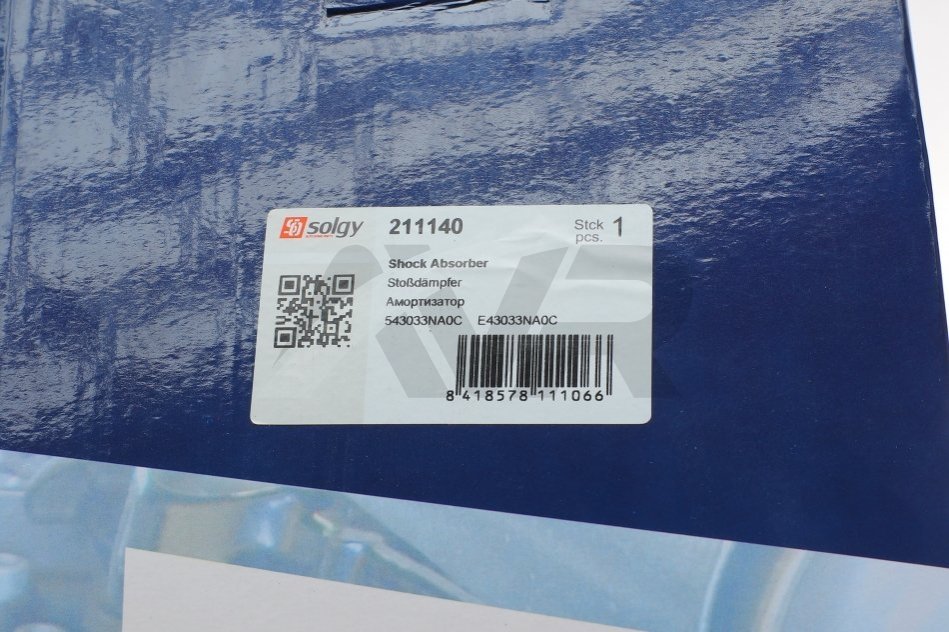 solgy 211140 Stck 1
pcs.
Shock Absorber
Stoßdämpfer
Амортизатор
543033NA0C E43033NA0C
8 418578 111066